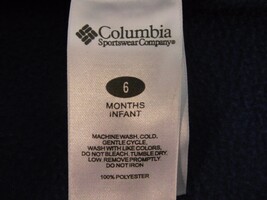 Columbia
Sportswear Company®
6
MONTHS
INFANT
MACHINE WASH, COLD,
GENTLE CYCLE,
WASH WITH LIKE COLORS,
DO NOT BLEACH, TUMBLE DRY,
LOW, REMOVE PROMPTLY.
DO NOT IRON
100% POLYESTER